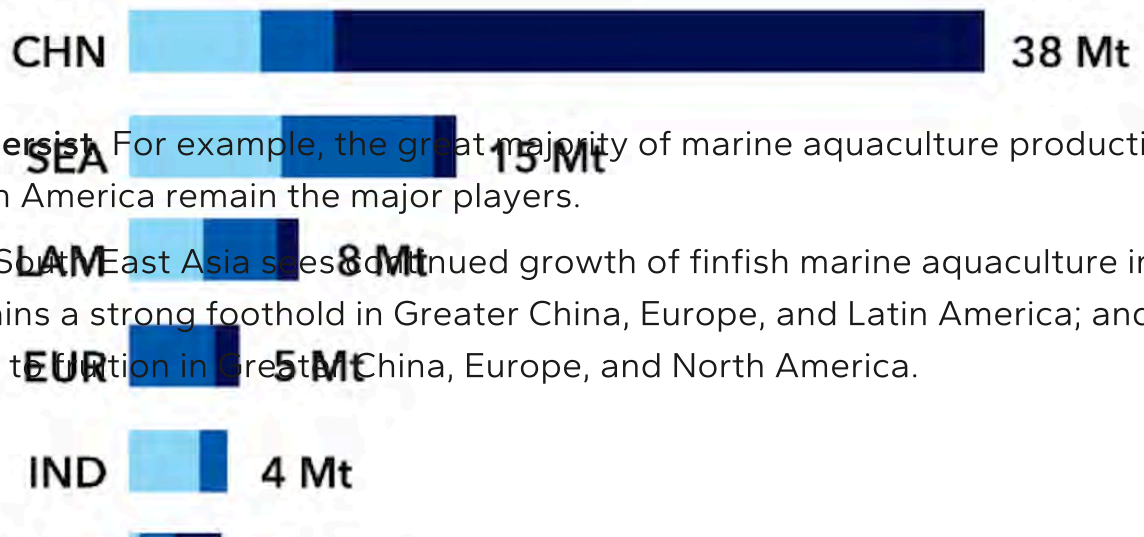 CHN 38 Mt
ersist. For example, the great majority of marine aquaculture producti
SEA 15 Mt
n America remain the major players.
South East Asia sees continued growth of finfish marine aquaculture in
LAM 8 Mt
ains a strong foothold in Greater China, Europe, and Latin America; and
to fruition in Greater China, Europe, and North America.
EUR 5 Mt
IND 4 Mt